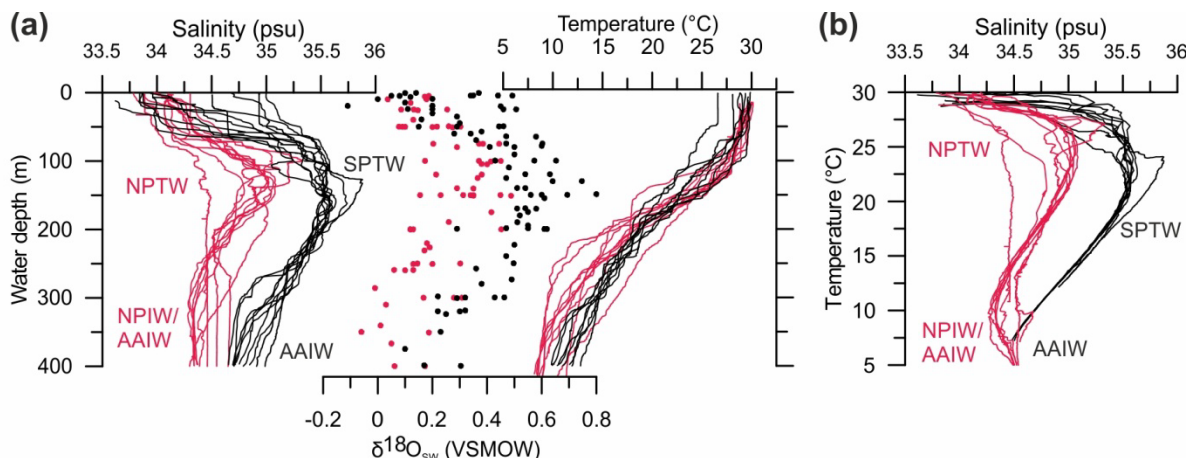 (a)
Salinity (psu)
33.5 34 34.5 35 35.5 36
Temperature (°C)
5 10 15 20 25 30
Water depth (m)
0
100
200
300
400
NPTW
SPTW
NPIW/
AAIW
AAIW
-0.2 0 0.2 0.4 0.6 0.8
δ18Osw (VSMOW)
(b)
Salinity (psu)
33.5 34 34.5 35 35.5 36
Temperature (°C)
30
25
20
15
10
5
NPTW
SPTW
NPIW/
AAIW
AAIW